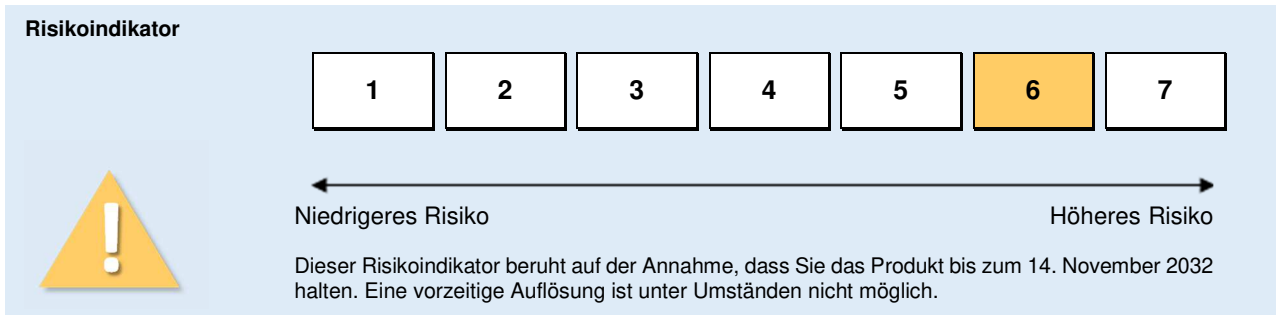 Risikoindikator
1 2 3 4 5 6 7
!
Niedrigeres Risiko Höheres Risiko
Dieser Risikoindikator beruht auf der Annahme, dass Sie das Produkt bis zum 14. November 2032
halten. Eine vorzeitige Auflösung ist unter Umständen nicht möglich.